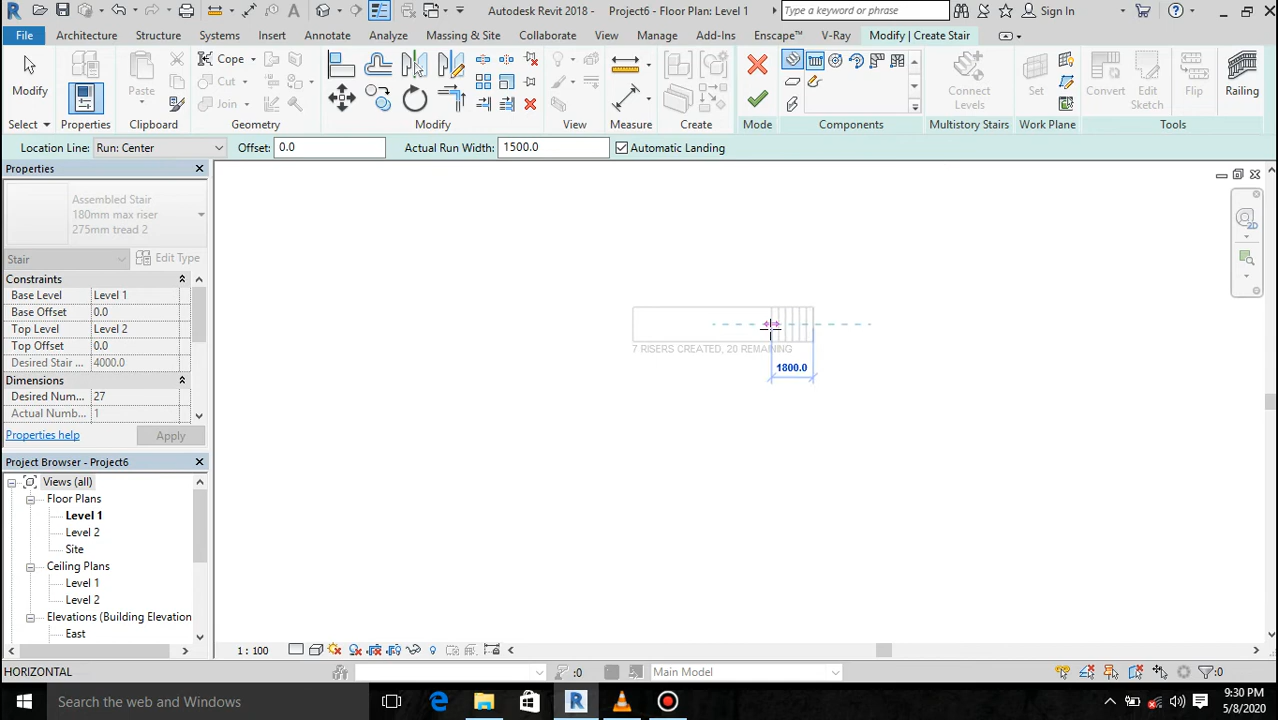 Autodesk Revit 2018 - Project6 - Floor Plan: Level 1
Type a keyword or phrase
Sign In
File
Architecture
Structure
Systems
Insert
Annotate
Analyze
Massing & Site
Collaborate
View
Manage
Add-Ins
Enscape™
V-Ray
Modify | Create Stair
Modify
Paste
Cope
Cut
Join
Connect
Levels
Set
Convert
Edit
Sketch
Flip
Railing
Select
Properties
Clipboard
Geometry
Modify
View
Measure
Create
Mode
Components
Multistory Stairs
Work Plane
Tools
Location Line: Run: Center
Offset: 0.0
Actual Run Width: 1500.0
Automatic Landing
Properties
Assembled Stair
180mm max riser
275mm tread 2
Stair
Edit Type
Constraints
Base Level Level 1
Base Offset 0.0
Top Level Level 2
Top Offset 0.0
Desired Stair ... 4000.0
Dimensions
Desired Num... 27
Actual Numb... 1
Properties help
Apply
Project Browser - Project6
Views (all)
Floor Plans
Level 1
Level 2
Site
Ceiling Plans
Level 1
Level 2
Elevations (Building Elevation
East
7 RISERS CREATED, 20 REMAINING
1800.0
2D
1 : 100
HORIZONTAL
:0
Main Model
:0
Search the web and Windows
9:30 PM
5/8/2020